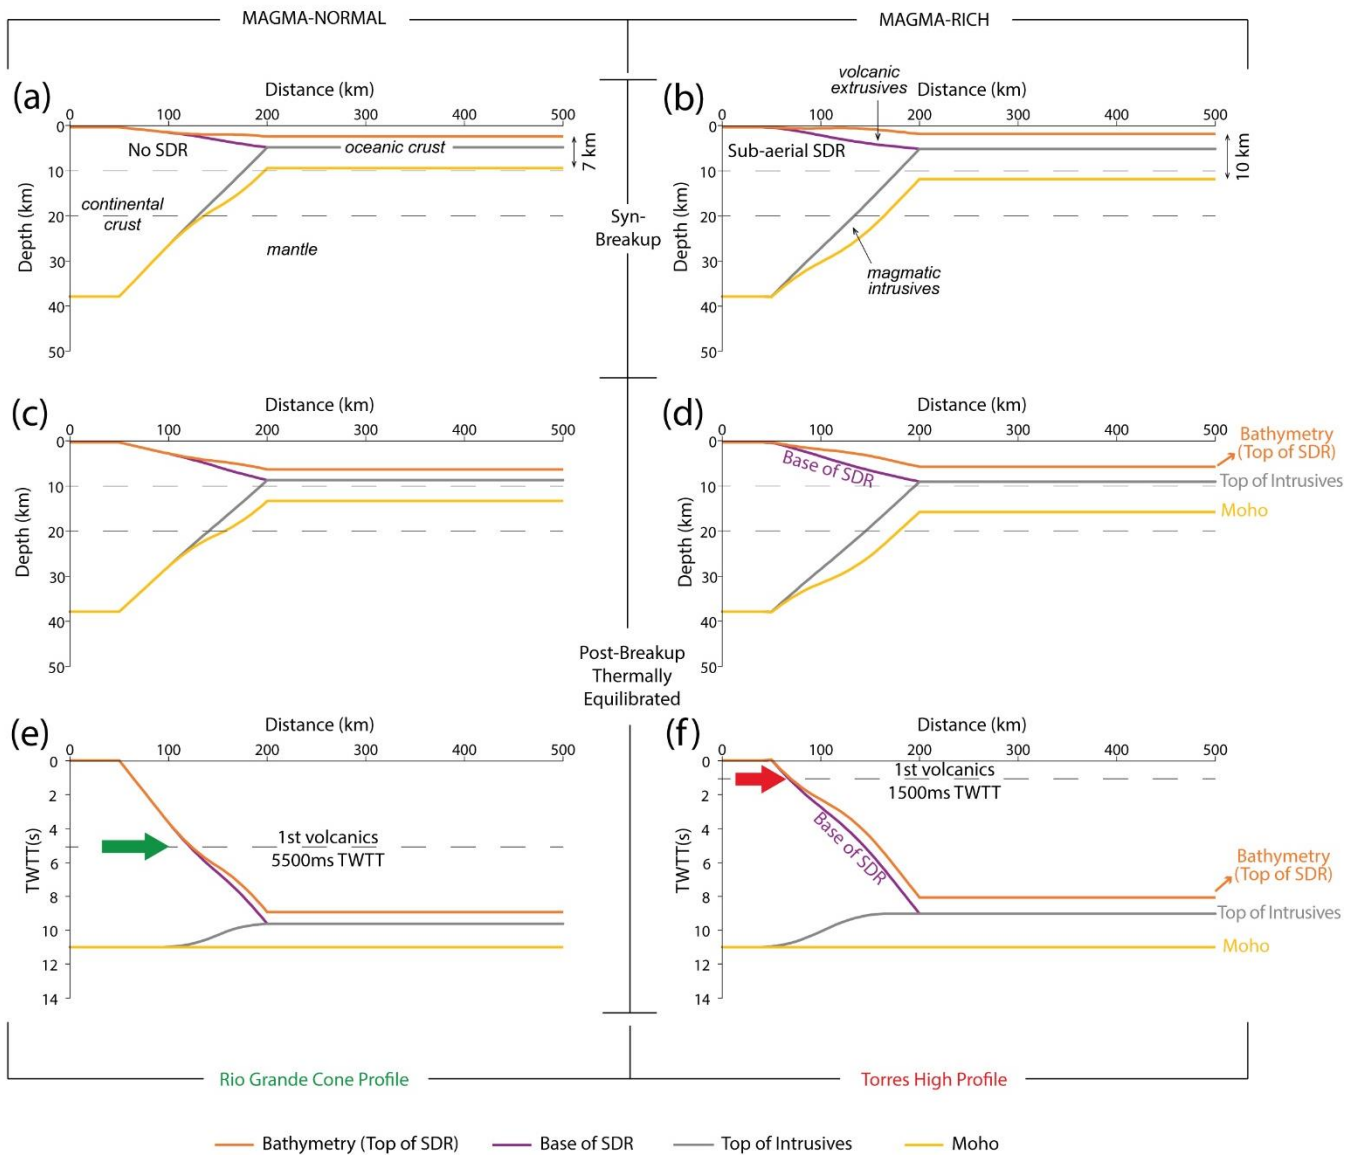 MAGMA-NORMAL
MAGMA-RICH
(a)
Distance (km)
0 100 200 300 400 500
0
10
20
30
40
50
Depth (km)
No SDR
oceanic crust
7 km
continental
crust
mantle
Syn-
Breakup
(b)
volcanic
extrusives
Distance (km)
0 100 200 300 400 500
0
10
20
30
40
50
Depth (km)
Sub-aerial SDR
10 km
magmatic
intrusives
(c)
Distance (km)
0 100 200 300 400 500
0
10
20
30
40
50
Depth (km)
(d)
Distance (km)
0 100 200 300 400 500
0
10
20
30
40
50
Depth (km)
Base of SDR
Bathymetry
(Top of SDR)
Top of Intrusives
Moho
Post-Breakup
Thermally
Equilibrated
(e)
Distance (km)
0 100 200 300 400 500
0
2
4
6
8
10
12
14
TWTT(s)
1st volcanics
5500ms TWTT
(f)
Distance (km)
0 100 200 300 400 500
0
2
4
6
8
10
12
14
TWTT(s)
1st volcanics
1500ms TWTT
Base of SDR
Bathymetry
(Top of SDR)
Top of Intrusives
Moho
Rio Grande Cone Profile
Torres High Profile
Bathymetry (Top of SDR)
Base of SDR
Top of Intrusives
Moho